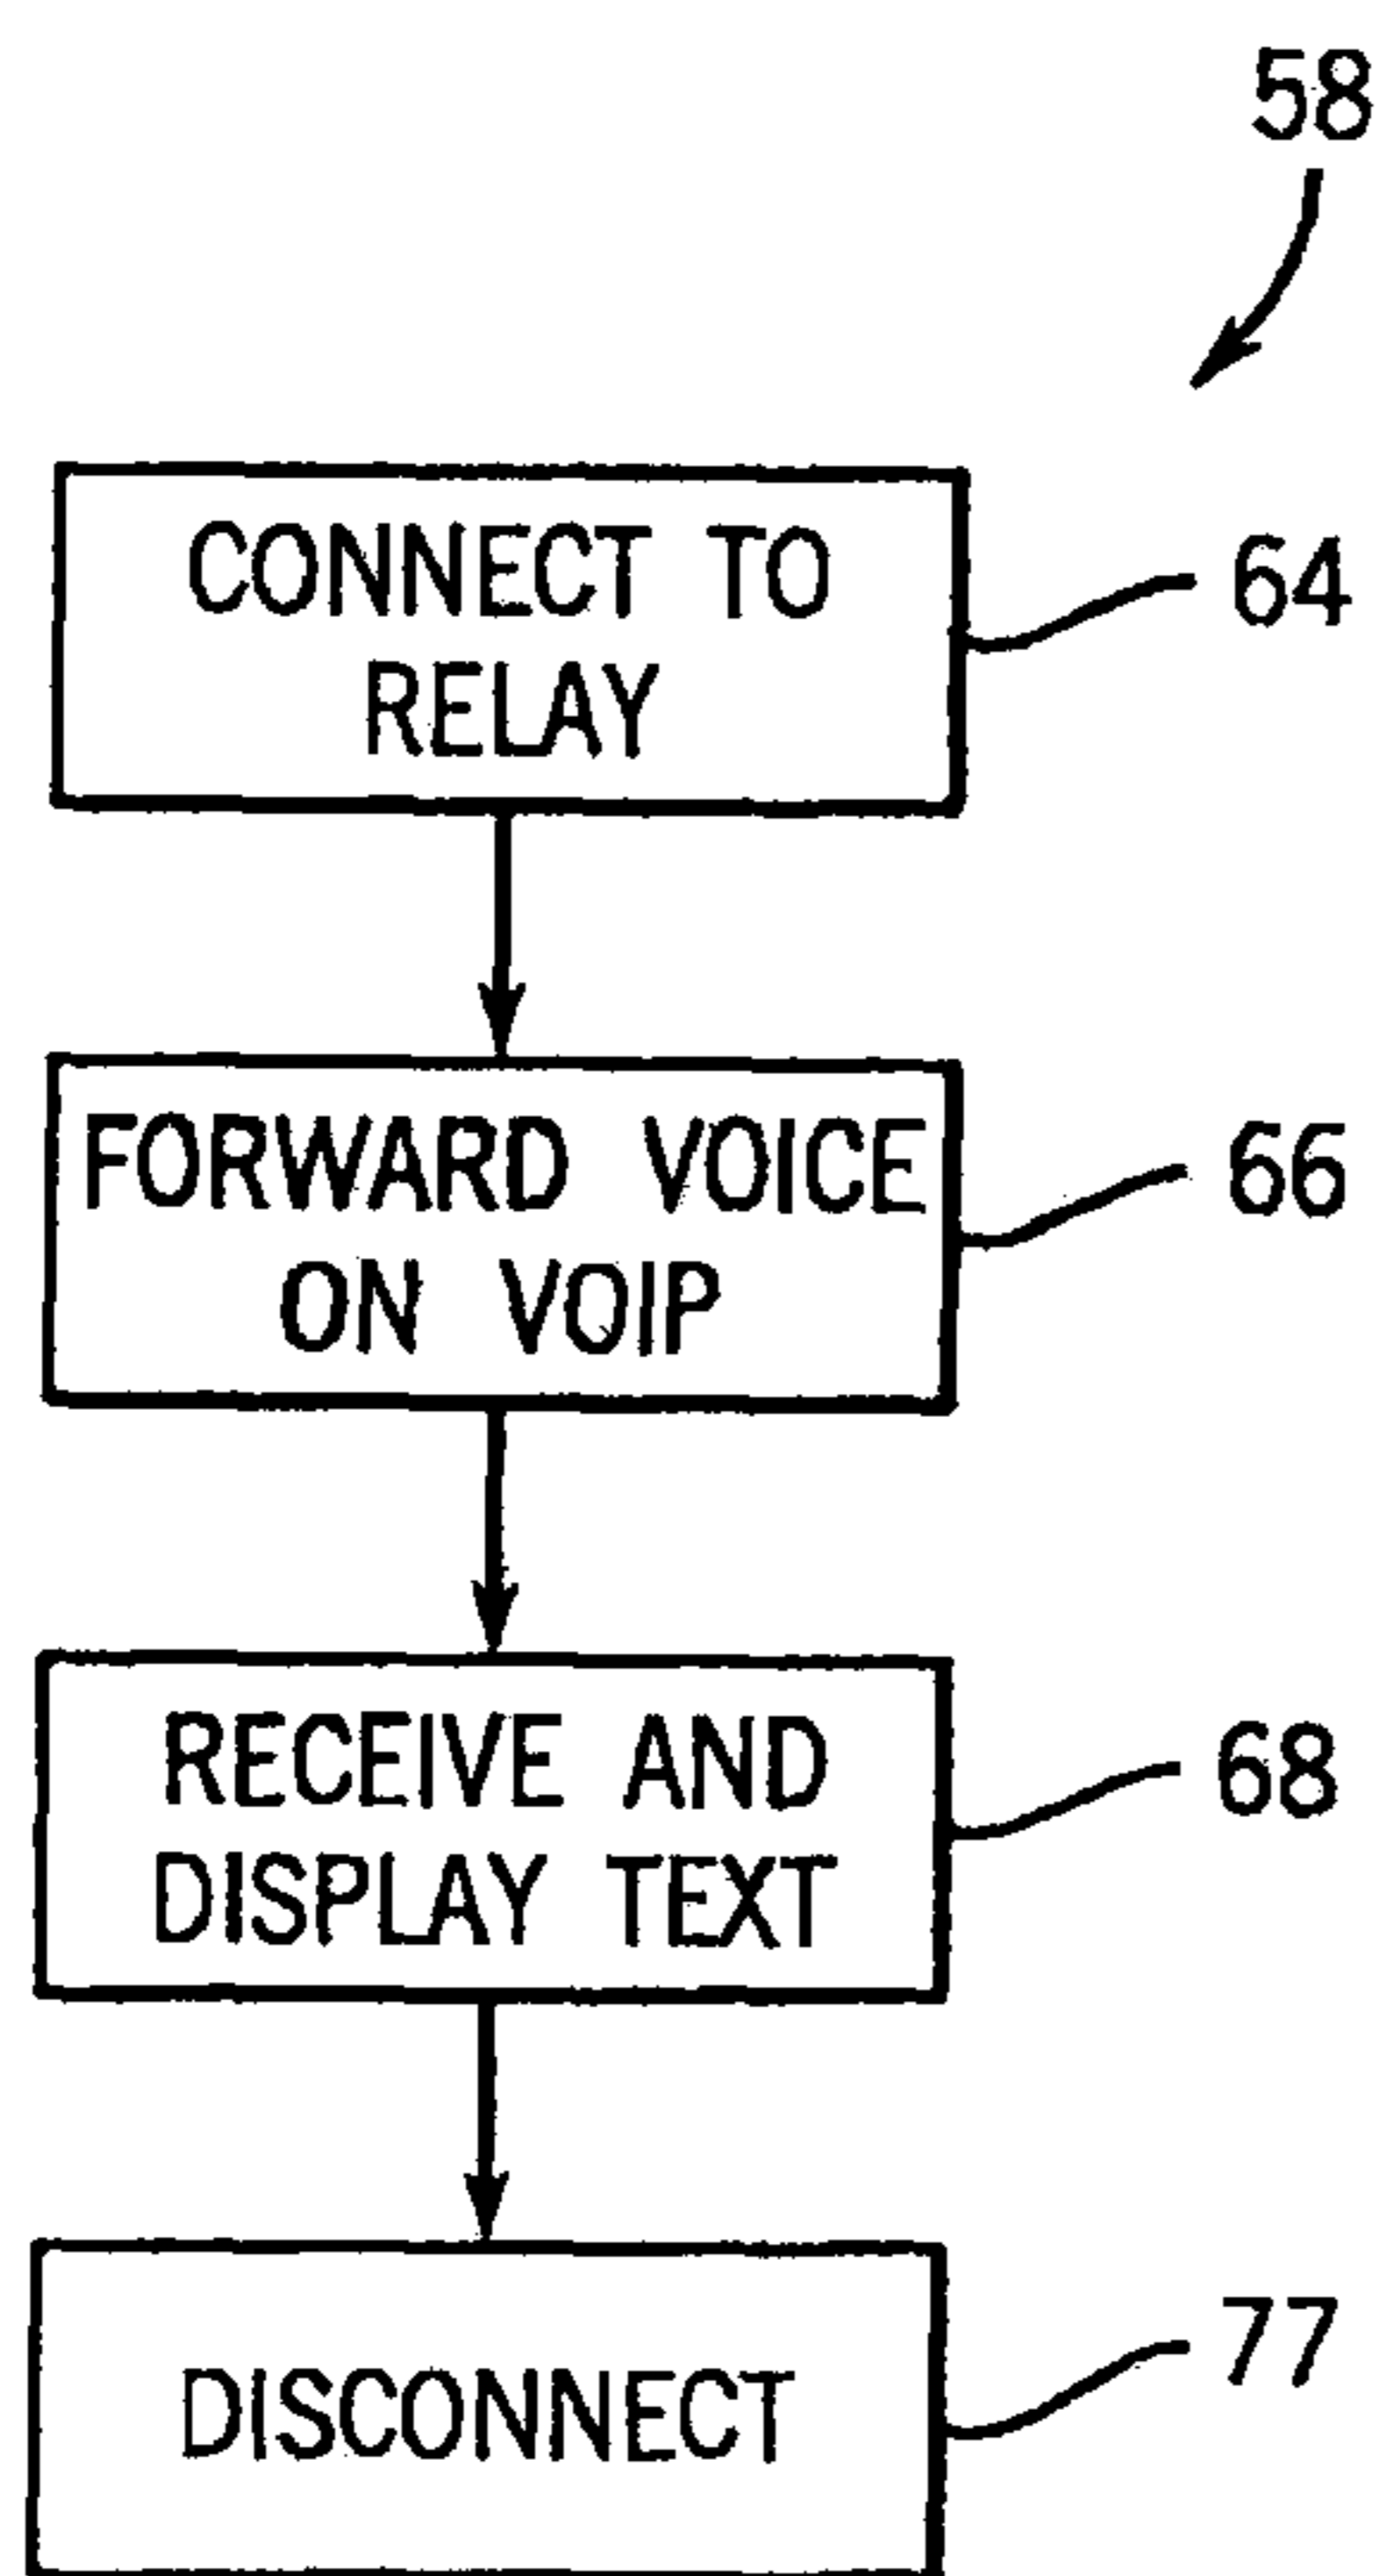 58
CONNECT TO
RELAY
64
FORWARD VOICE
ON VOIP
66
RECEIVE AND
DISPLAY TEXT
68
DISCONNECT
77